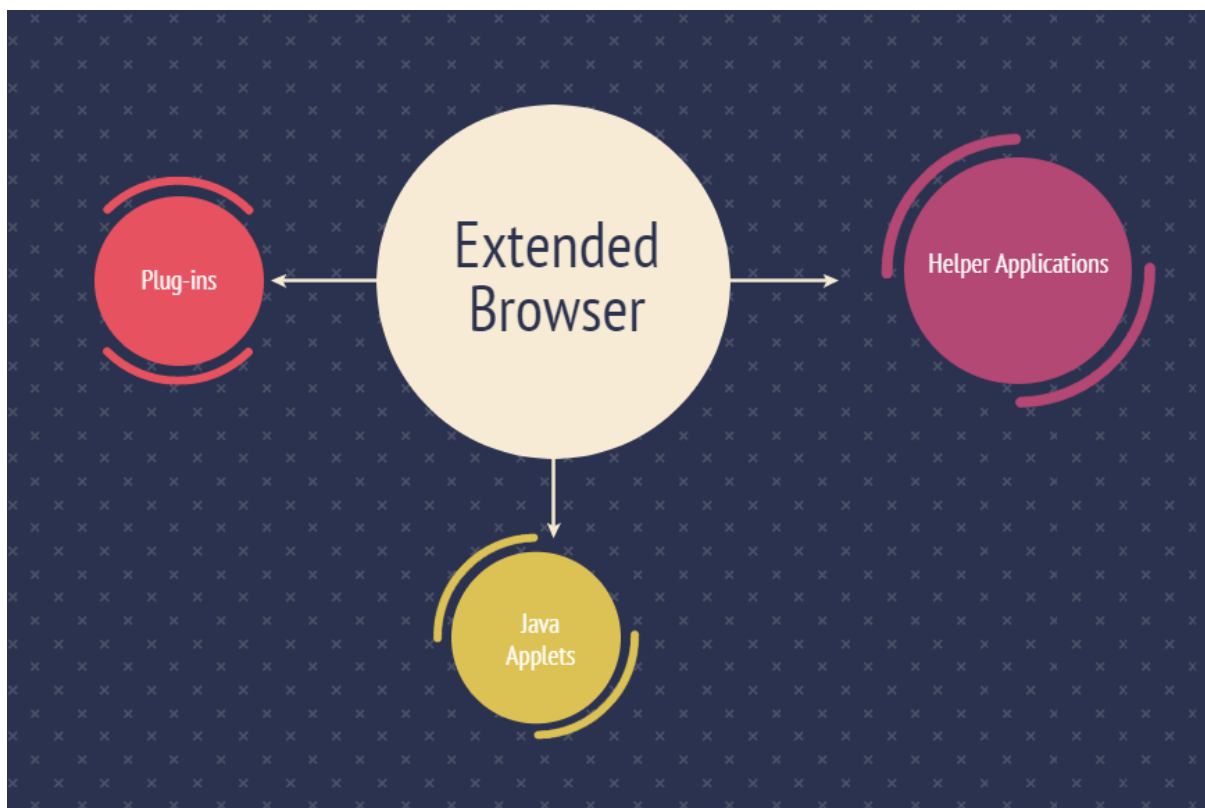 Extended
Browser
Plug-ins
Helper Applications
Java
Applets